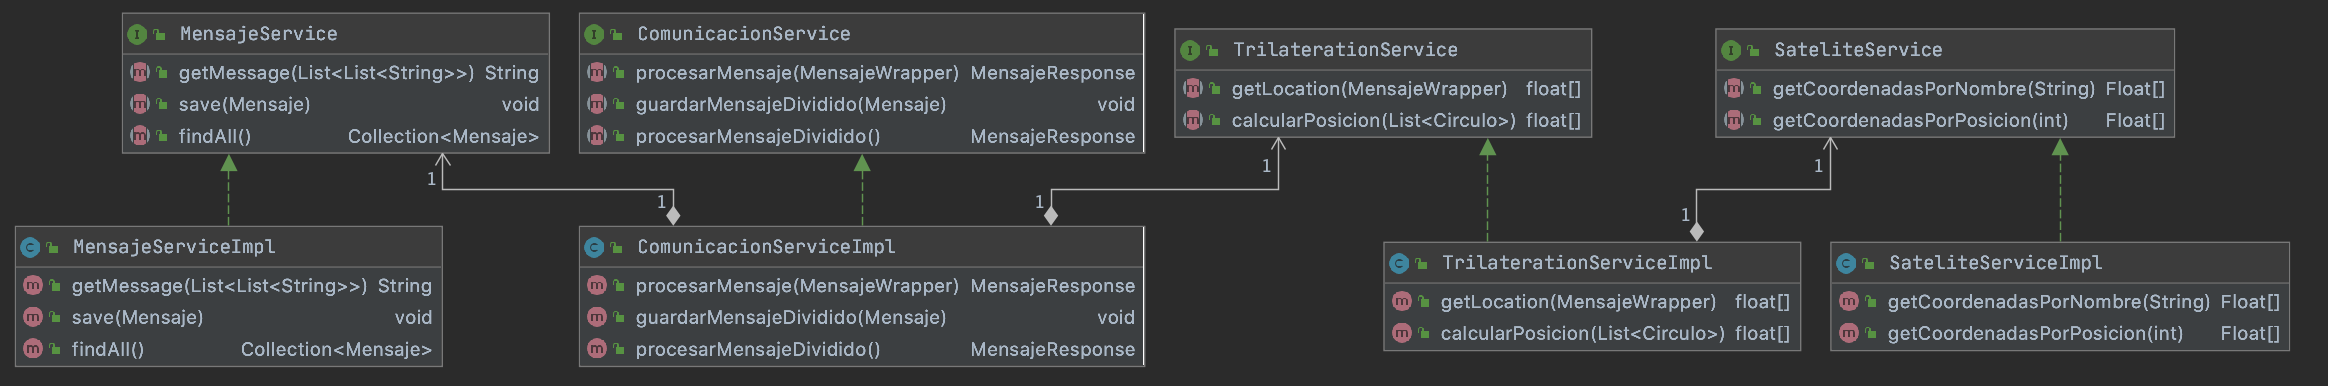 MensajeService
getMessage(List<List<String>>) String
save(Mensaje) void
findAll() Collection<Mensaje>
ComunicacionService
procesarMensaje(MensajeWrapper) MensajeResponse
guardarMensajeDividido(Mensaje) void
procesarMensajeDividido() MensajeResponse
TrilaterationService
getLocation(MensajeWrapper) float[]
calcularPosicion(List<Circulo>) float[]
SateliteService
getCoordenadasPorNombre(String) Float[]
getCoordenadasPorPosicion(int) Float[]
1
1
1
1
1
1
MensajeServiceImpl
getMessage(List<List<String>>) String
save(Mensaje) void
findAll() Collection<Mensaje>
ComunicacionServiceImpl
procesarMensaje(MensajeWrapper) MensajeResponse
guardarMensajeDividido(Mensaje) void
procesarMensajeDividido() MensajeResponse
TrilaterationServiceImpl
getLocation(MensajeWrapper) float[]
calcularPosicion(List<Circulo>) float[]
SateliteServiceImpl
getCoordenadasPorNombre(String) Float[]
getCoordenadasPorPosicion(int) Float[]